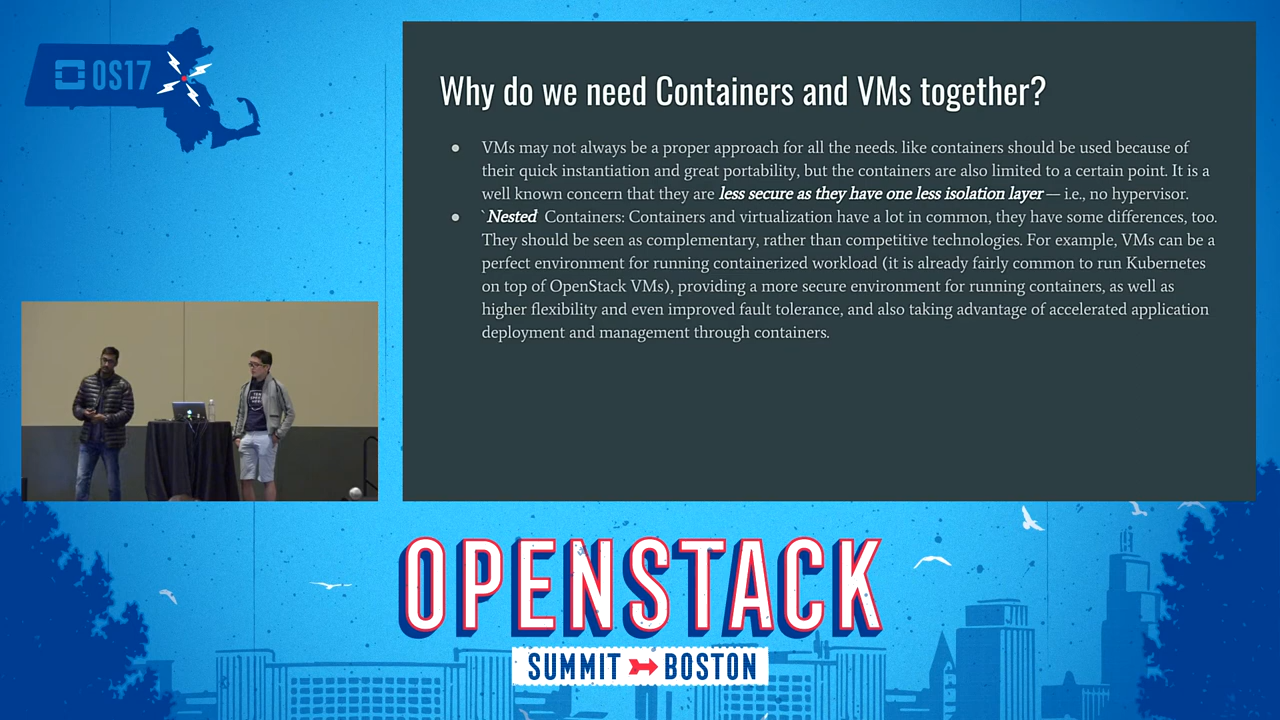 OS17
Why do we need Containers and VMs together?
● VMs may not always be a proper approach for all the needs. like containers should be used because of
their quick instantiation and great portability, but the containers are also limited to a certain point. It is a
well known concern that they are less secure as they have one less isolation layer — i.e., no hypervisor.
● `Nested Containers: Containers and virtualization have a lot in common, they have some differences, too.
They should be seen as complementary, rather than competitive technologies. For example, VMs can be a
perfect environment for running containerized workload (it is already fairly common to run Kubernetes
on top of OpenStack VMs), providing a more secure environment for running containers, as well as
higher flexibility and even improved fault tolerance, and also taking advantage of accelerated application
deployment and management through containers.
OPENSTACK
SUMMIT BOSTON